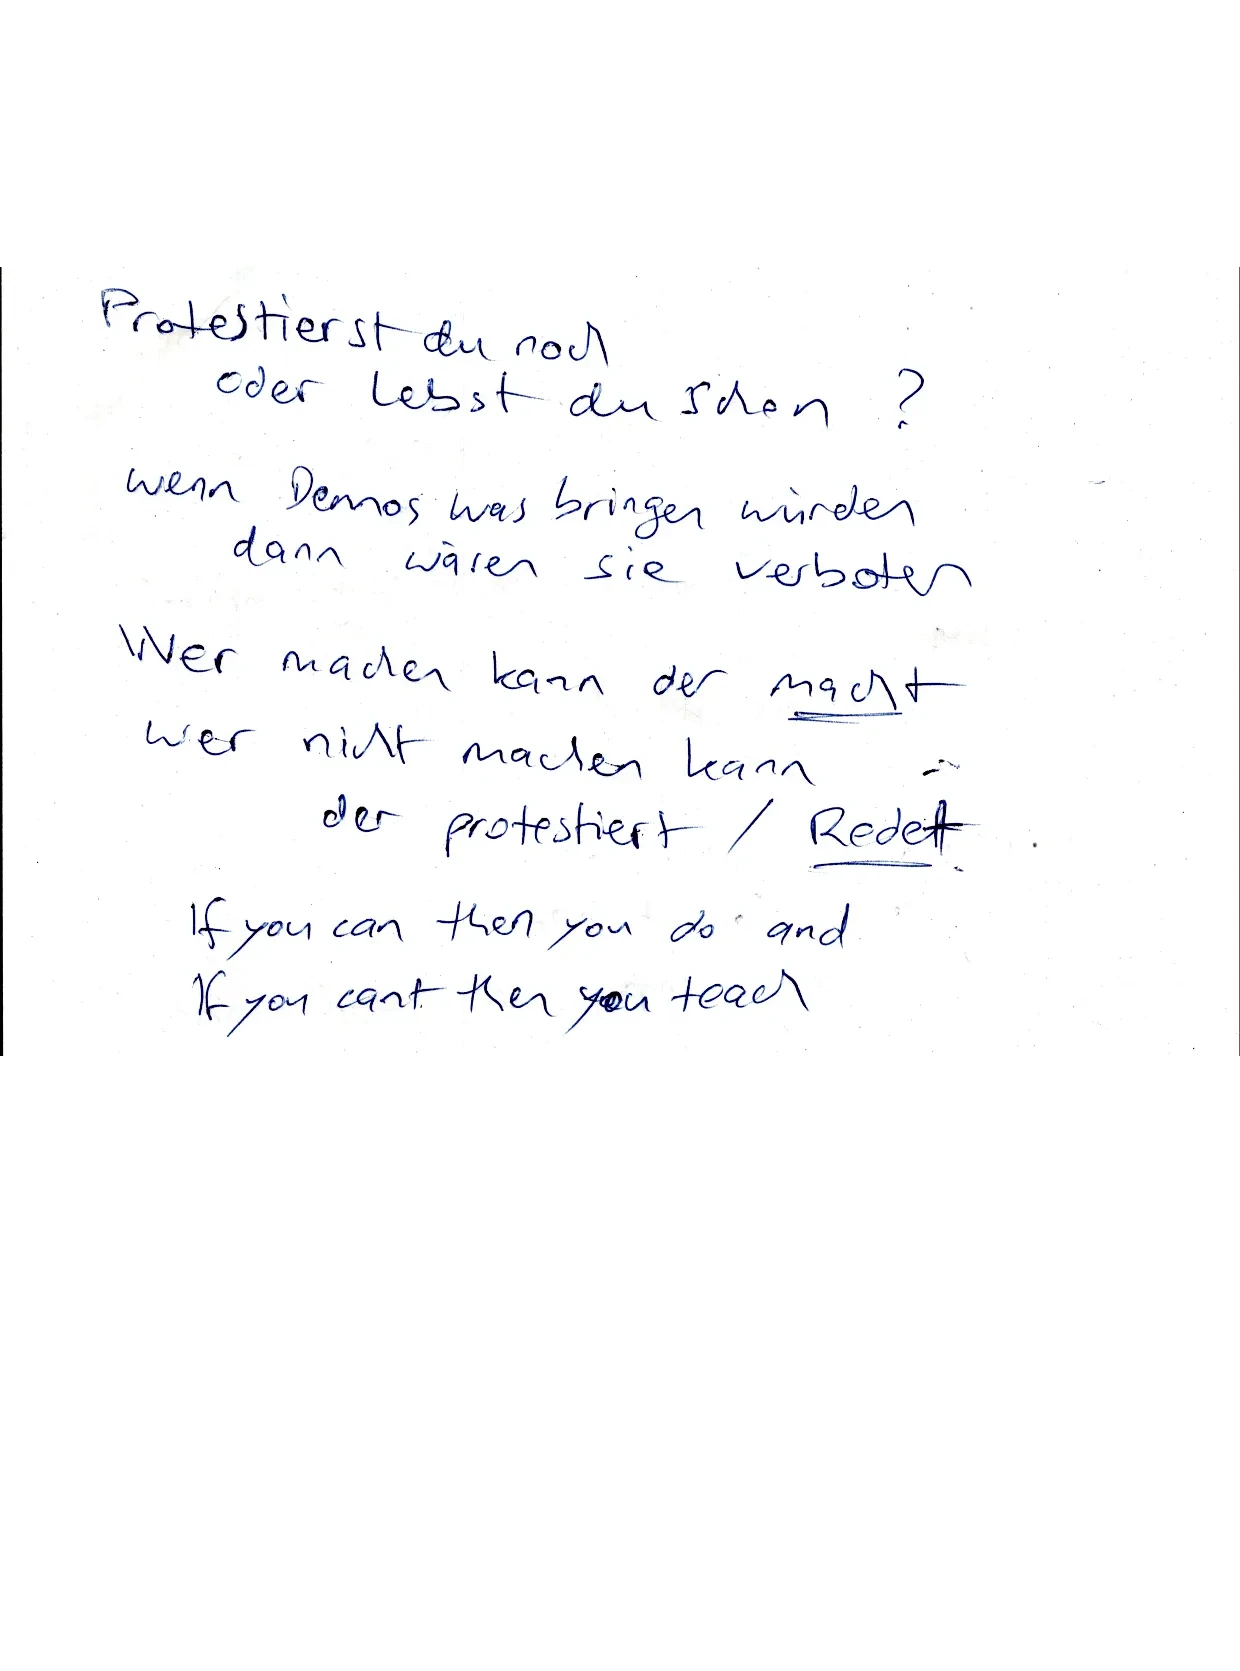 Protestierst du noch
oder lebst du schon ?
wenn Demos was bringen würden
dann wären sie verboten
Wer machen kann der macht
wer nicht machen kann
der protestiert / Redet
If you can then you do and
If you cant then you teach